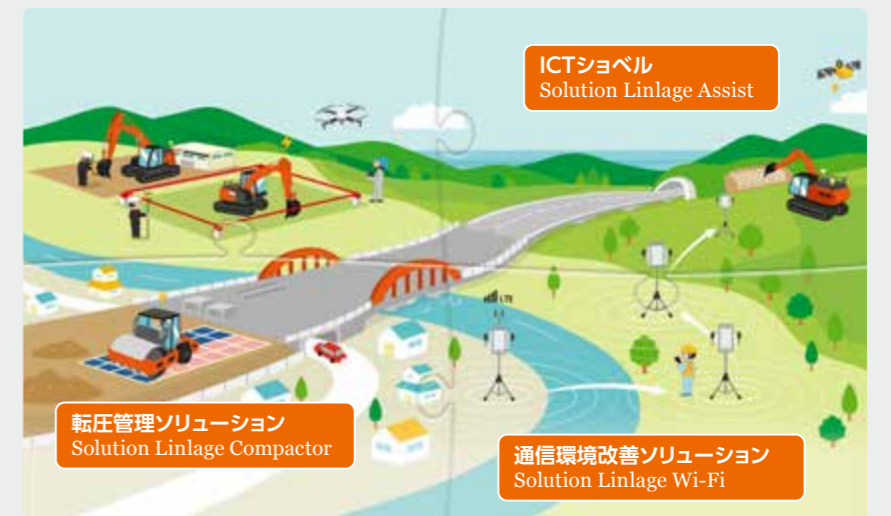 ICTショベル
Solution Linlage Assist
LTE
転圧管理ソリューション
Solution Linlage Compactor
通信環境改善ソリューション
Solution Linlage Wi-Fi